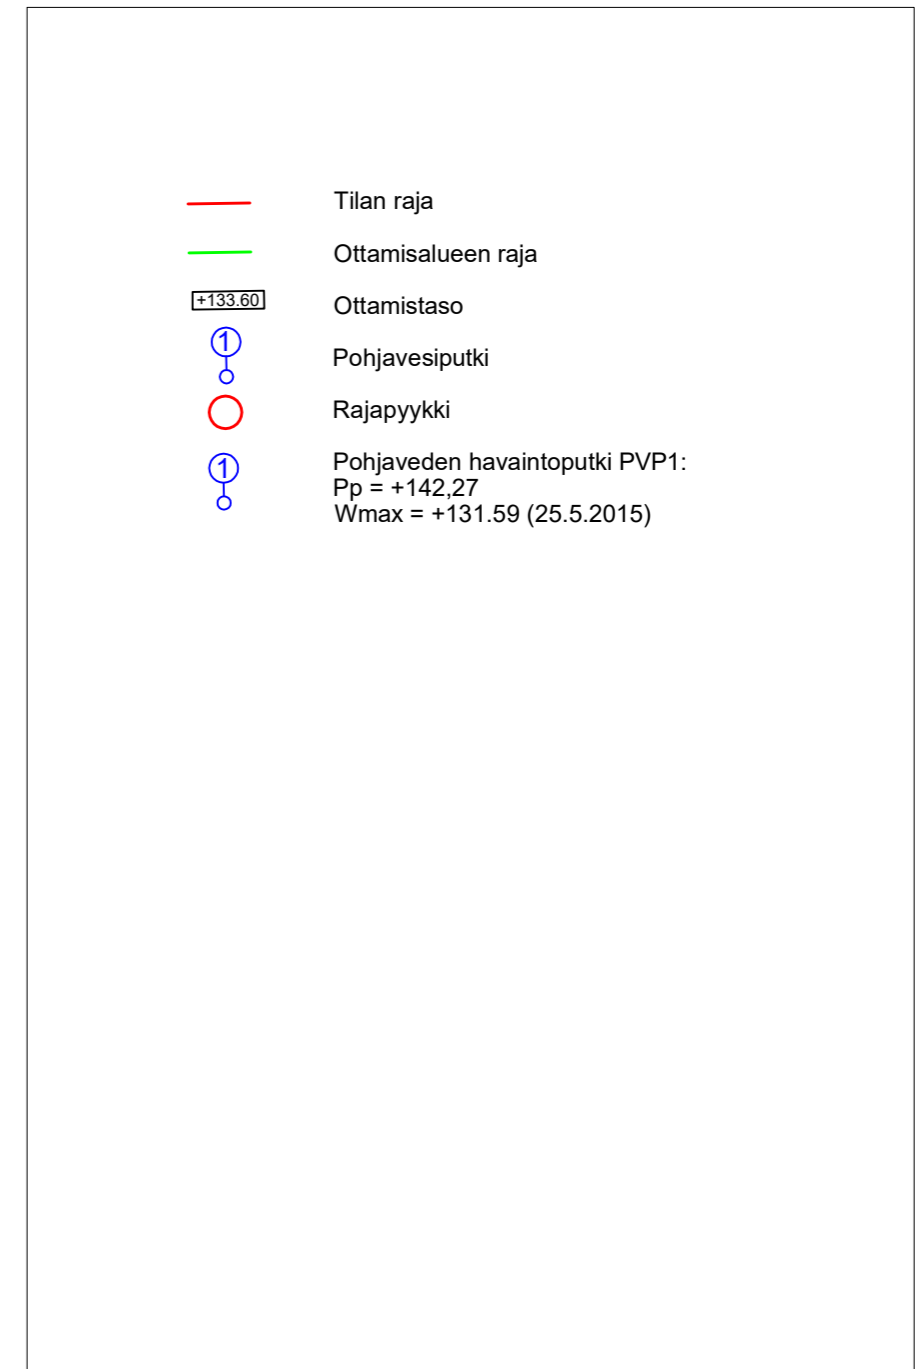 Tilan raja
Ottamisalueen raja
+133.60 Ottamistaso
1 Pohjavesiputki
Rajapyykki
1 Pohjaveden havaintoputki PVP1:
Pp = +142,27
Wmax = +131.59 (25.5.2015)